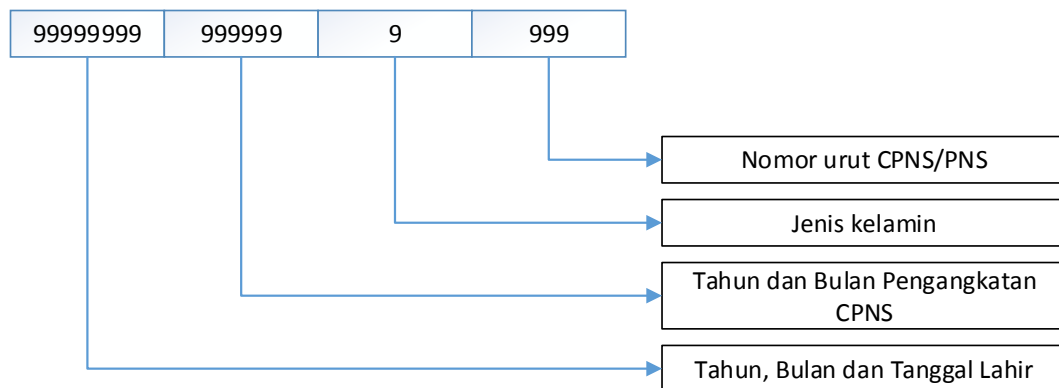 99999999 999999 9 999
Nomor urut CPNS/PNS
Jenis kelamin
Tahun dan Bulan Pengangkatan
CPNS
Tahun, Bulan dan Tanggal Lahir